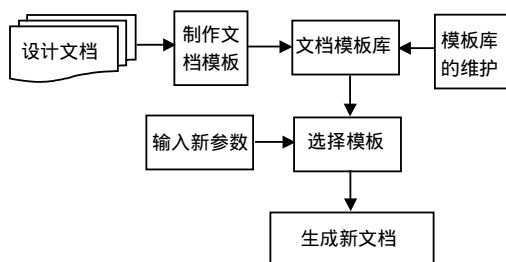 设计文档
制作文
档模板
文档模板库
模板库
的维护
输入新参数
选择模板
生成新文档